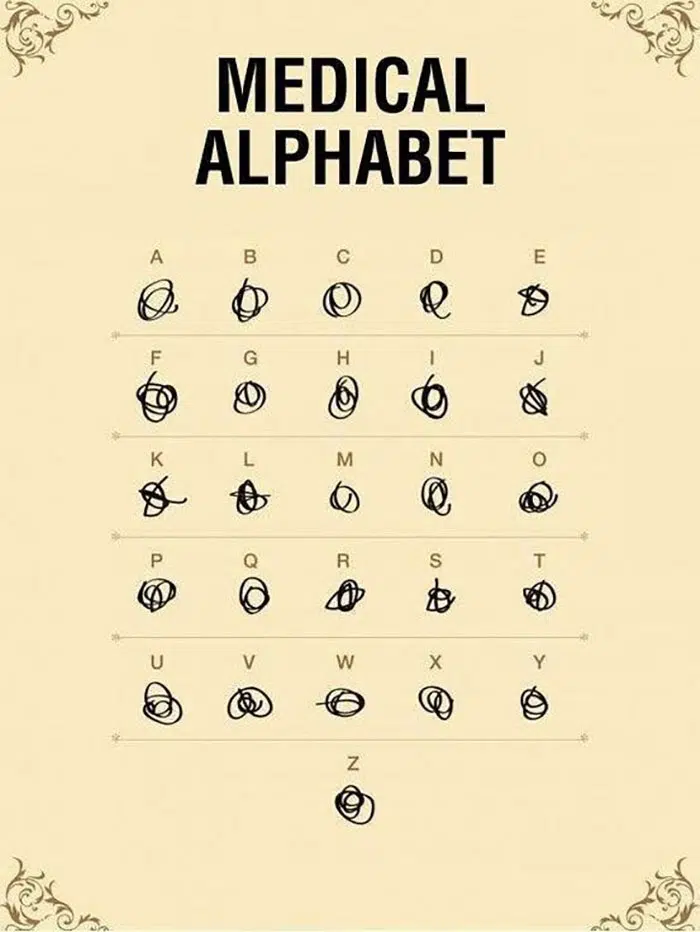 MEDICAL
ALPHABET
A B C D E
F G H I J
K L M N O
P Q R S T
U V W X Y
Z